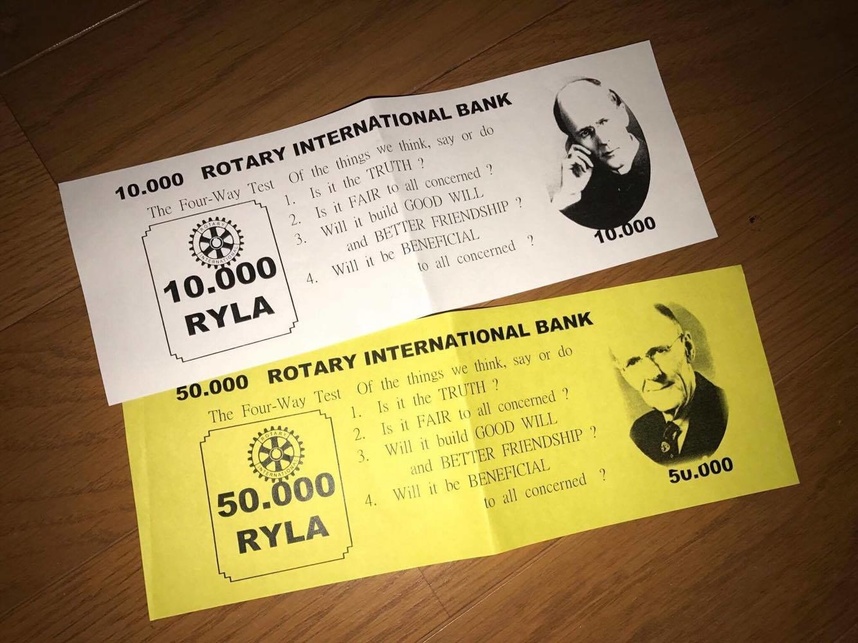 10.000 ROTARY INTERNATIONAL BANK
The Four-Way Test Of the things we think, say or do
1. Is it the TRUTH ?
2. Is it FAIR to all concerned ?
3. Will it build GOOD WILL
and BETTER FRIENDSHIP ?
4. Will it be BENEFICIAL
to all concerned ?
ROTARY
INTERNATIONAL
10.000
RYLA
10.000
50.000 ROTARY INTERNATIONAL BANK
The Four-Way Test Of the things we think, say or do
1. Is it the TRUTH ?
2. Is it FAIR to all concerned ?
3. Will it build GOOD WILL
and BETTER FRIENDSHIP ?
4. Will it be BENEFICIAL
to all concerned ?
ROTARY
INTERNATIONAL
50.000
RYLA
50.000